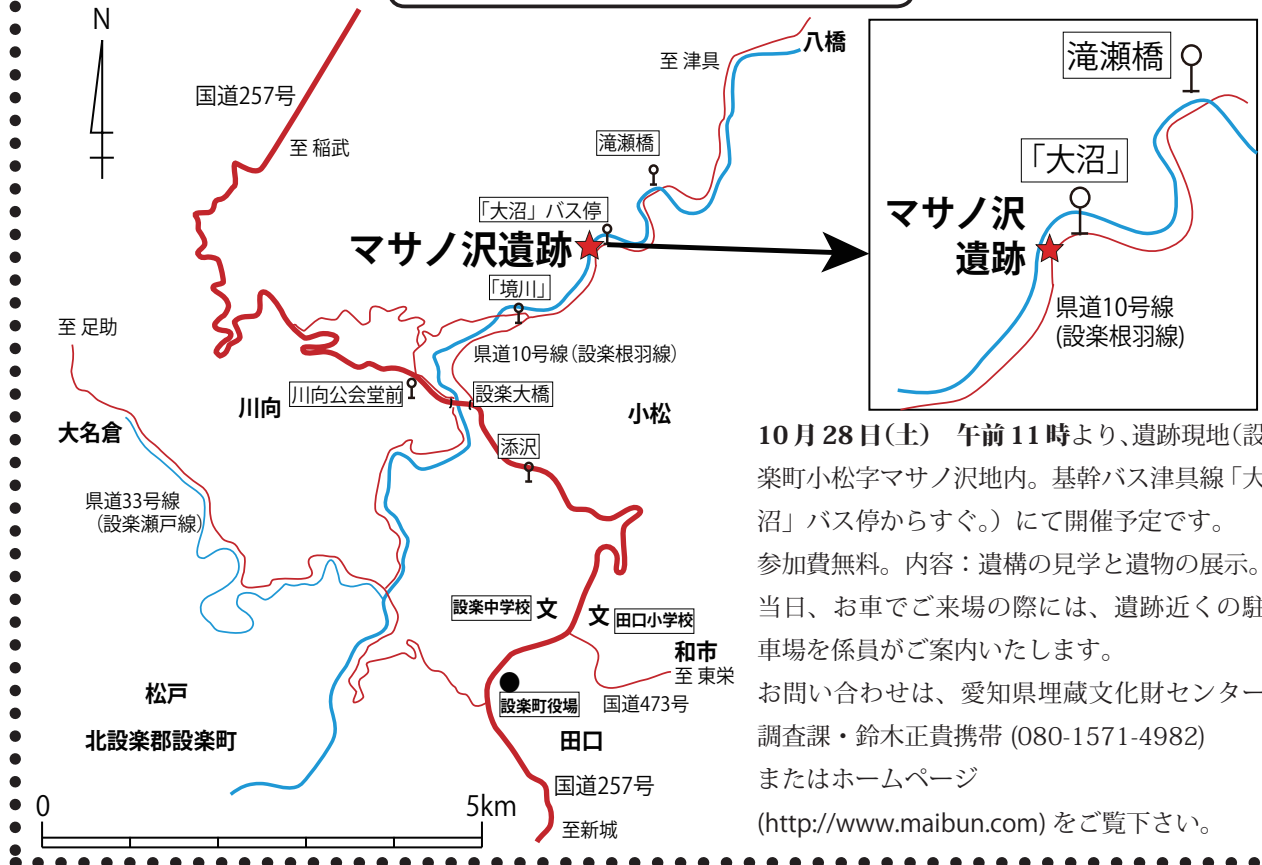 N
国道257号
至 稲武
至 津具
八橋
滝瀬橋
「大沼」バス停
マサノ沢遺跡
「境川」
県道10号線(設楽根羽線)
至 足助
川向公会堂前
設楽大橋
川向
小松
大名倉
添沢
県道33号線
(設楽瀬戸線)
設楽中学校
文
文
田口小学校
和市
至 東栄
国道473号
設楽町役場
松戸
北設楽郡設楽町
田口
国道257号
至新城
0
5km
滝瀬橋
「大沼」
マサノ沢
遺跡
県道10号線
(設楽根羽線)
10月28日(土) 午前11時より、遺跡現地(設
楽町小松字マサノ沢地内。基幹バス津具線「大
沼」バス停からすぐ。)にて開催予定です。
参加費無料。内容：遺構の見学と遺物の展示。
当日、お車でご来場の際には、遺跡近くの駐
車場を係員がご案内いたします。
お問い合わせは、愛知県埋蔵文化財センター
調査課・鈴木正貴携帯 (080-1571-4982)
またはホームページ
(http://www.maibun.com) をご覧下さい。